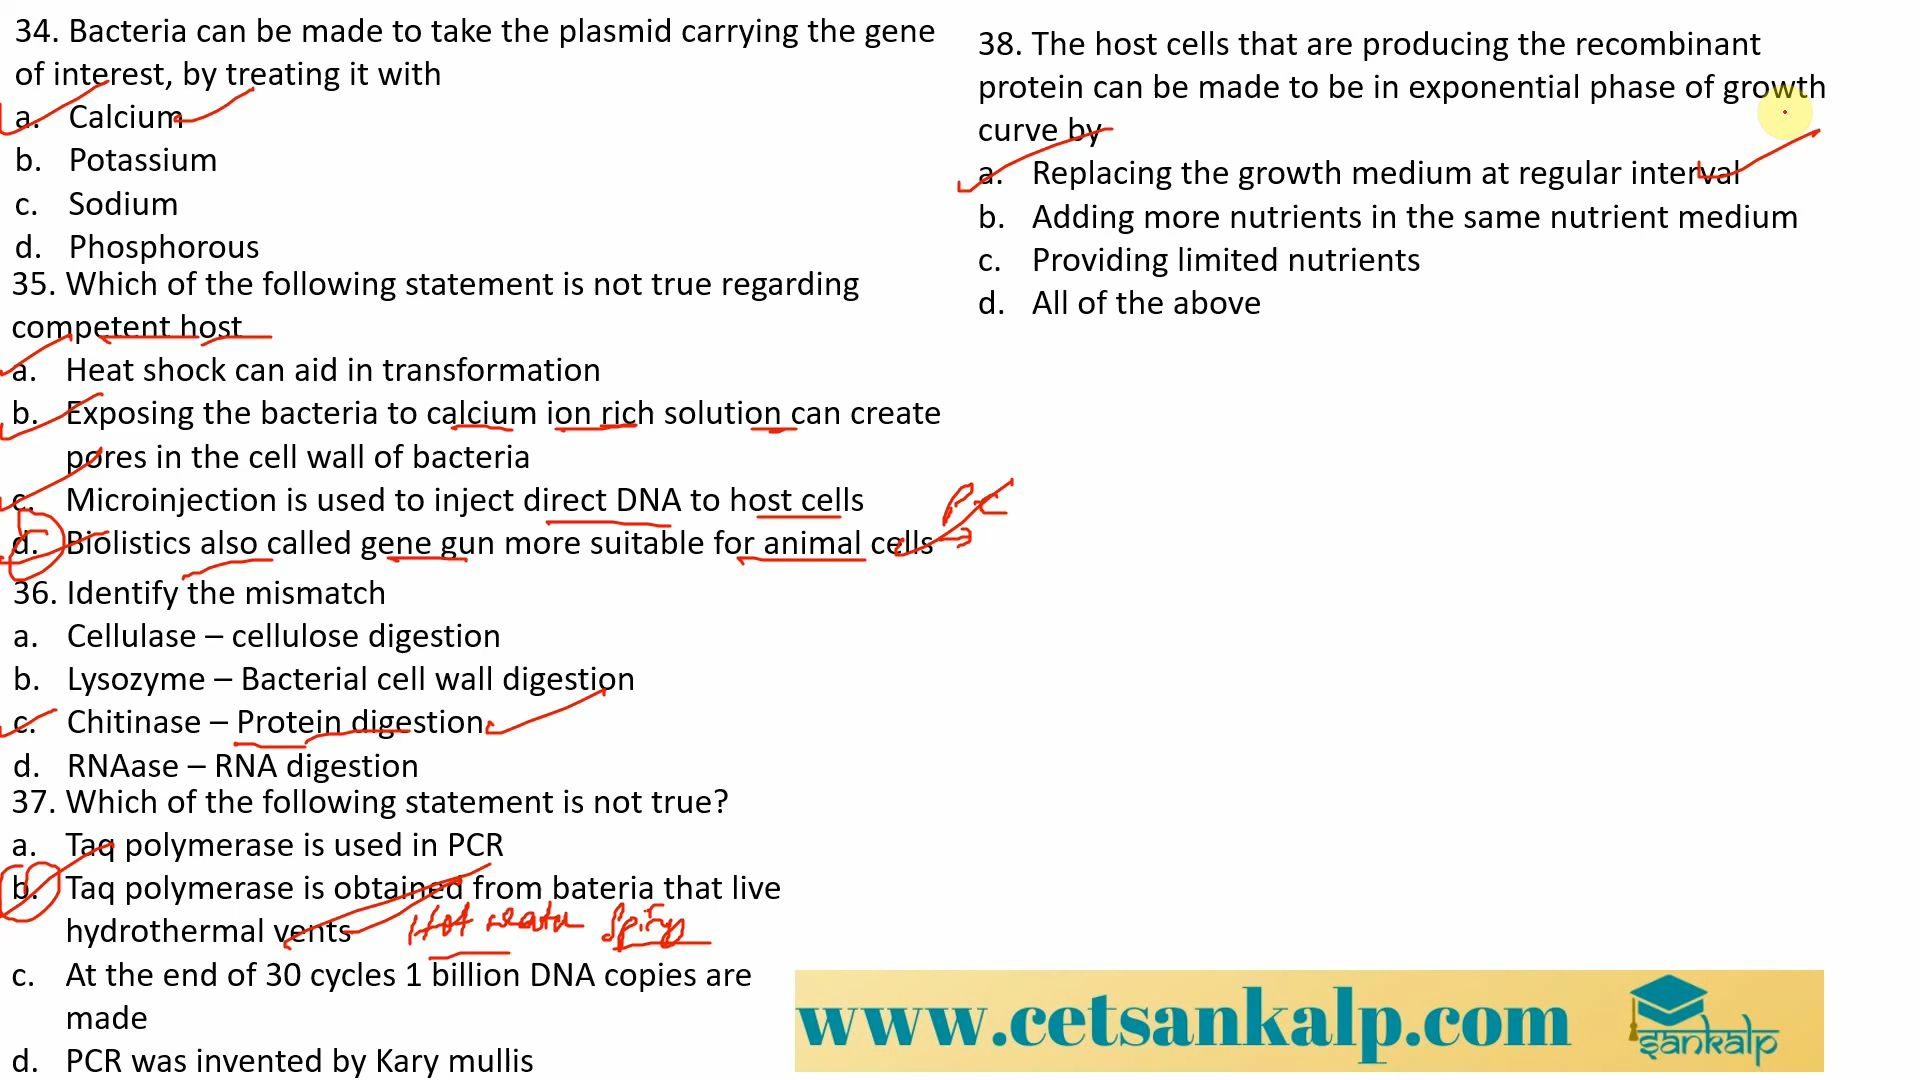 34. Bacteria can be made to take the plasmid carrying the gene
of interest, by treating it with
a. Calcium
b. Potassium
c. Sodium
d. Phosphorous
35. Which of the following statement is not true regarding
competent host
a. Heat shock can aid in transformation
b. Exposing the bacteria to calcium ion rich solution can create
pores in the cell wall of bacteria
c. Microinjection is used to inject direct DNA to host cells
d. Biolistics also called gene gun more suitable for animal cells
36. Identify the mismatch
a. Cellulase – cellulose digestion
b. Lysozyme – Bacterial cell wall digestion
c. Chitinase – Protein digestion
d. RNAase – RNA digestion
37. Which of the following statement is not true?
a. Taq polymerase is used in PCR
b. Taq polymerase is obtained from bateria that live
hydrothermal vents
Hot water
c. At the end of 30 cycles 1 billion DNA copies are
made
d. PCR was invented by Kary mullis
38. The host cells that are producing the recombinant
protein can be made to be in exponential phase of growth
curve by
a. Replacing the growth medium at regular interval
b. Adding more nutrients in the same nutrient medium
c. Providing limited nutrients
d. All of the above
www.cetsankalp.com
sankalp